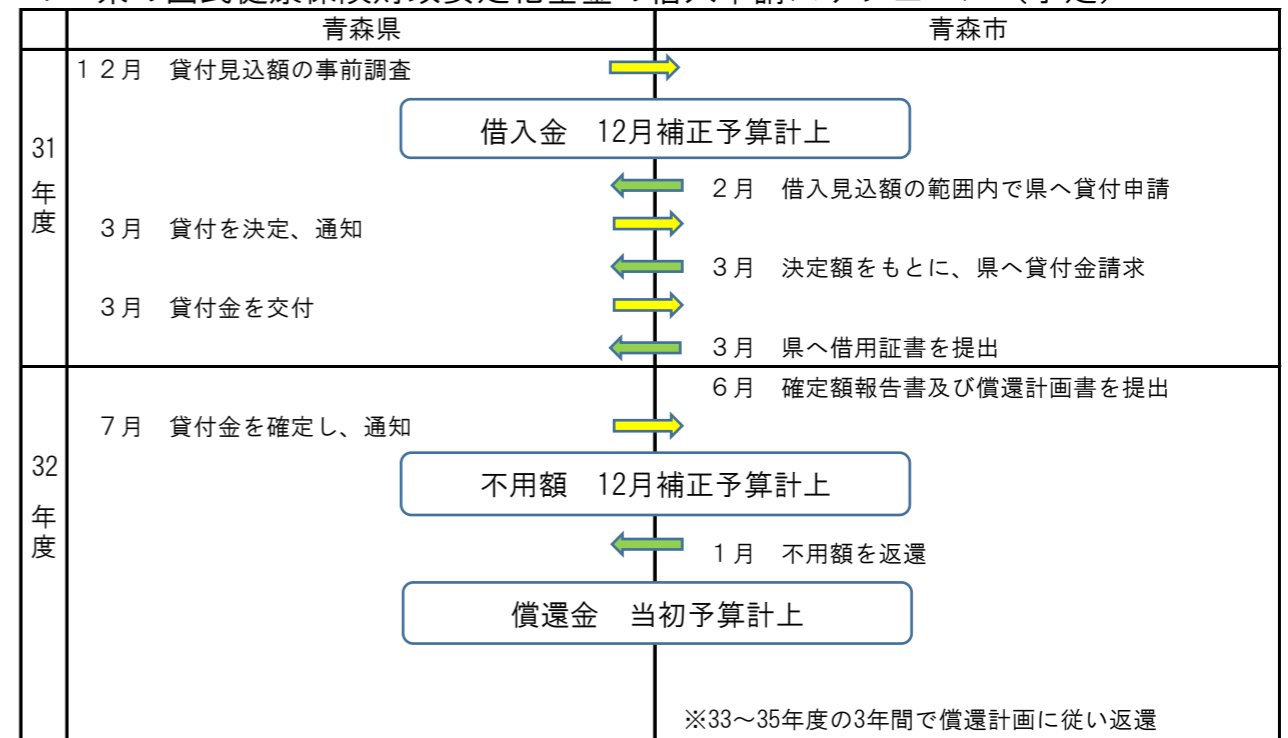 青森県 青森市
31年度
12月 貸付見込額の事前調査
借入金 12月補正予算計上
2月 借入見込額の範囲内で県へ貸付申請
3月 貸付を決定、通知
3月 決定額をもとに、県へ貸付金請求
3月 貸付金を交付
3月 県へ借用証書を提出
32年度
6月 確定額報告書及び償還計画書を提出
7月 貸付金を確定し、通知
不用額 12月補正予算計上
1月 不用額を返還
償還金 当初予算計上
※33～35年度の3年間で償還計画に従い返還